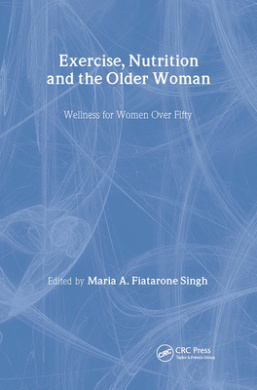 Exercise, Nutrition
and the Older Woman
Wellness for Women Over Fifty
Edited by Maria A. Fiatarone Singh
CRC Press
Taylor & Francis Group